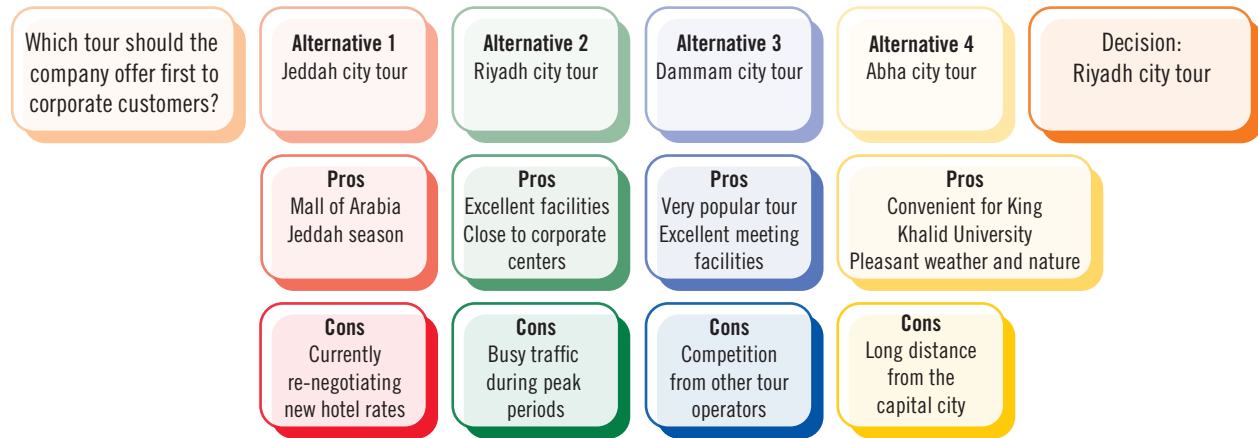 Which tour should the
company offer first to
corporate customers?
Alternative 1
Jeddah city tour
Alternative 2
Riyadh city tour
Alternative 3
Dammam city tour
Alternative 4
Abha city tour
Decision:
Riyadh city tour
Pros
Mall of Arabia
Jeddah season
Pros
Excellent facilities
Close to corporate
centers
Pros
Very popular tour
Excellent meeting
facilities
Pros
Convenient for King
Khalid University
Pleasant weather and nature
Cons
Currently
re-negotiating
new hotel rates
Cons
Busy traffic
during peak
periods
Cons
Competition
from other tour
operators
Cons
Long distance
from the
capital city